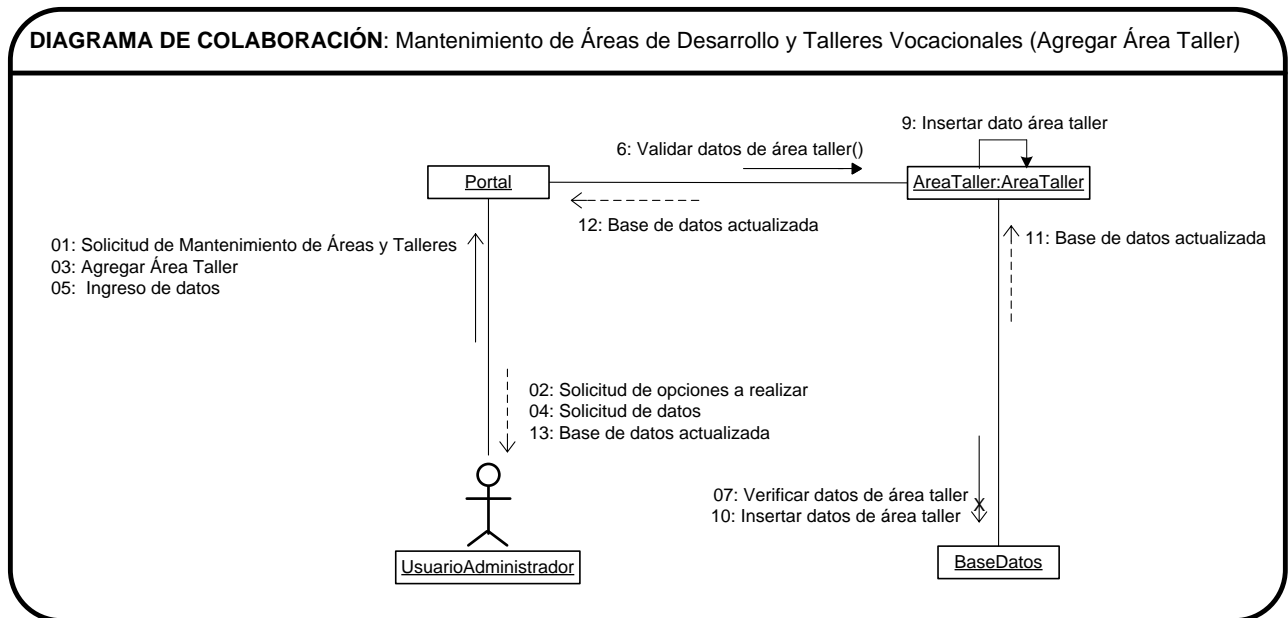 DIAGRAMA DE COLABORACIÓN: Mantenimiento de Áreas de Desarrollo y Talleres Vocacionales (Agregar Área Taller)
9: Insertar dato área taller
6: Validar datos de área taller()
Portal
AreaTaller:AreaTaller
12: Base de datos actualizada
11: Base de datos actualizada
01: Solicitud de Mantenimiento de Áreas y Talleres
03: Agregar Área Taller
05: Ingreso de datos
02: Solicitud de opciones a realizar
04: Solicitud de datos
13: Base de datos actualizada
07: Verificar datos de área taller
10: Insertar datos de área taller
UsuarioAdministrador
BaseDatos